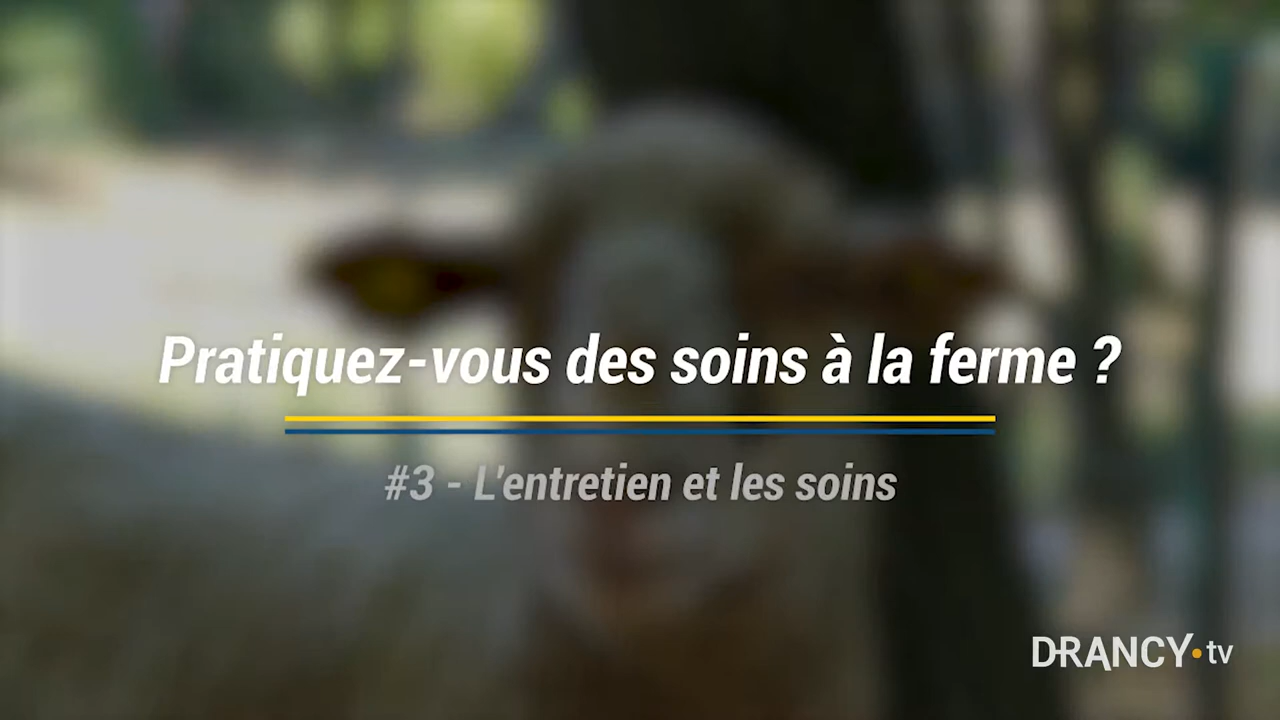 Pratiquez-vous des soins à la ferme ?
#3 - L'entretien et les soins
DRANCY•tv